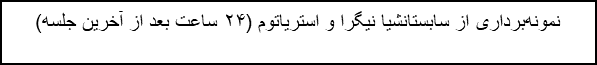 نمونه‌برداری از سابستانشیا نیگرا و استریاتوم (۲۴ ساعت بعد از آخرین جلسه)